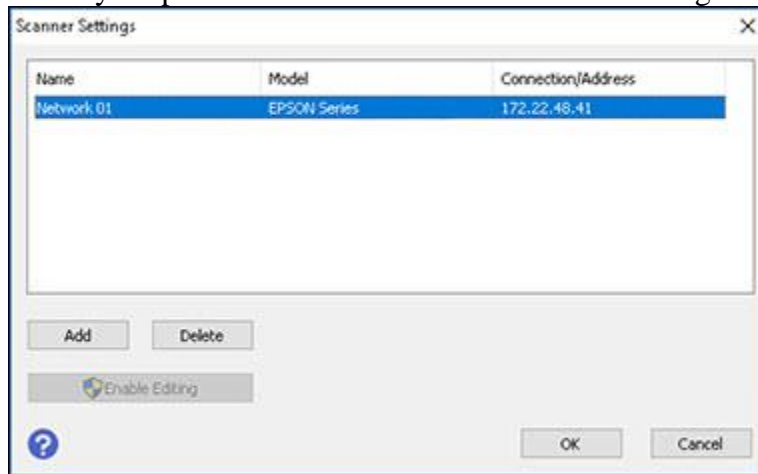 Scanner Settings
Name Model Connection/Address
Network 01 EPSON Series 172.22.48.41
Add Delete
Enable Editing
?
OK Cancel